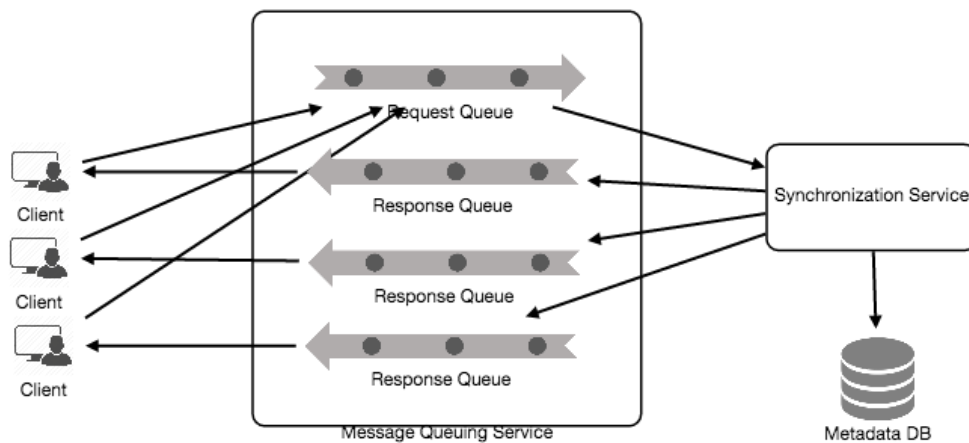 Request Queue
Client
Response Queue
Synchronization Service
Client
Response Queue
Client
Response Queue
Message Queuing Service
Metadata DB